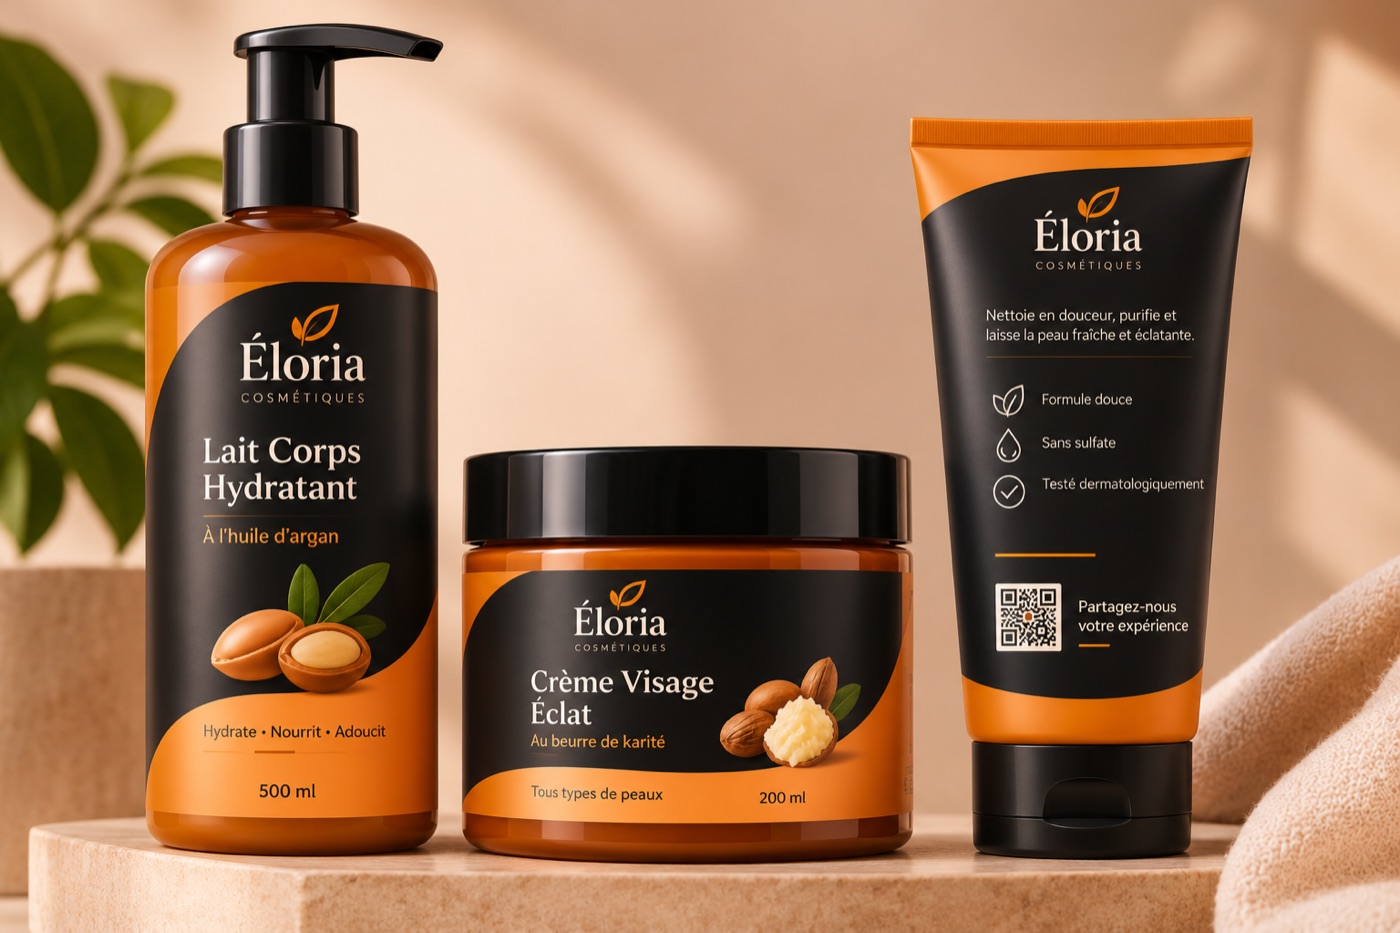 Éloria
COSMÉTIQUES
Lait Corps
Hydratant
À l'huile d'argan
Hydrate • Nourrit • Adoucit
500 ml
Éloria
COSMÉTIQUES
Crème Visage
Éclat
Au beurre de karité
Tous types de peaux
200 ml
Éloria
COSMÉTIQUES
Nettoie en douceur, purifie et
laisse la peau fraîche et éclatante.
Formule douce
Sans sulfate
Testé dermatologiquement
Partagez-nous
votre expérience